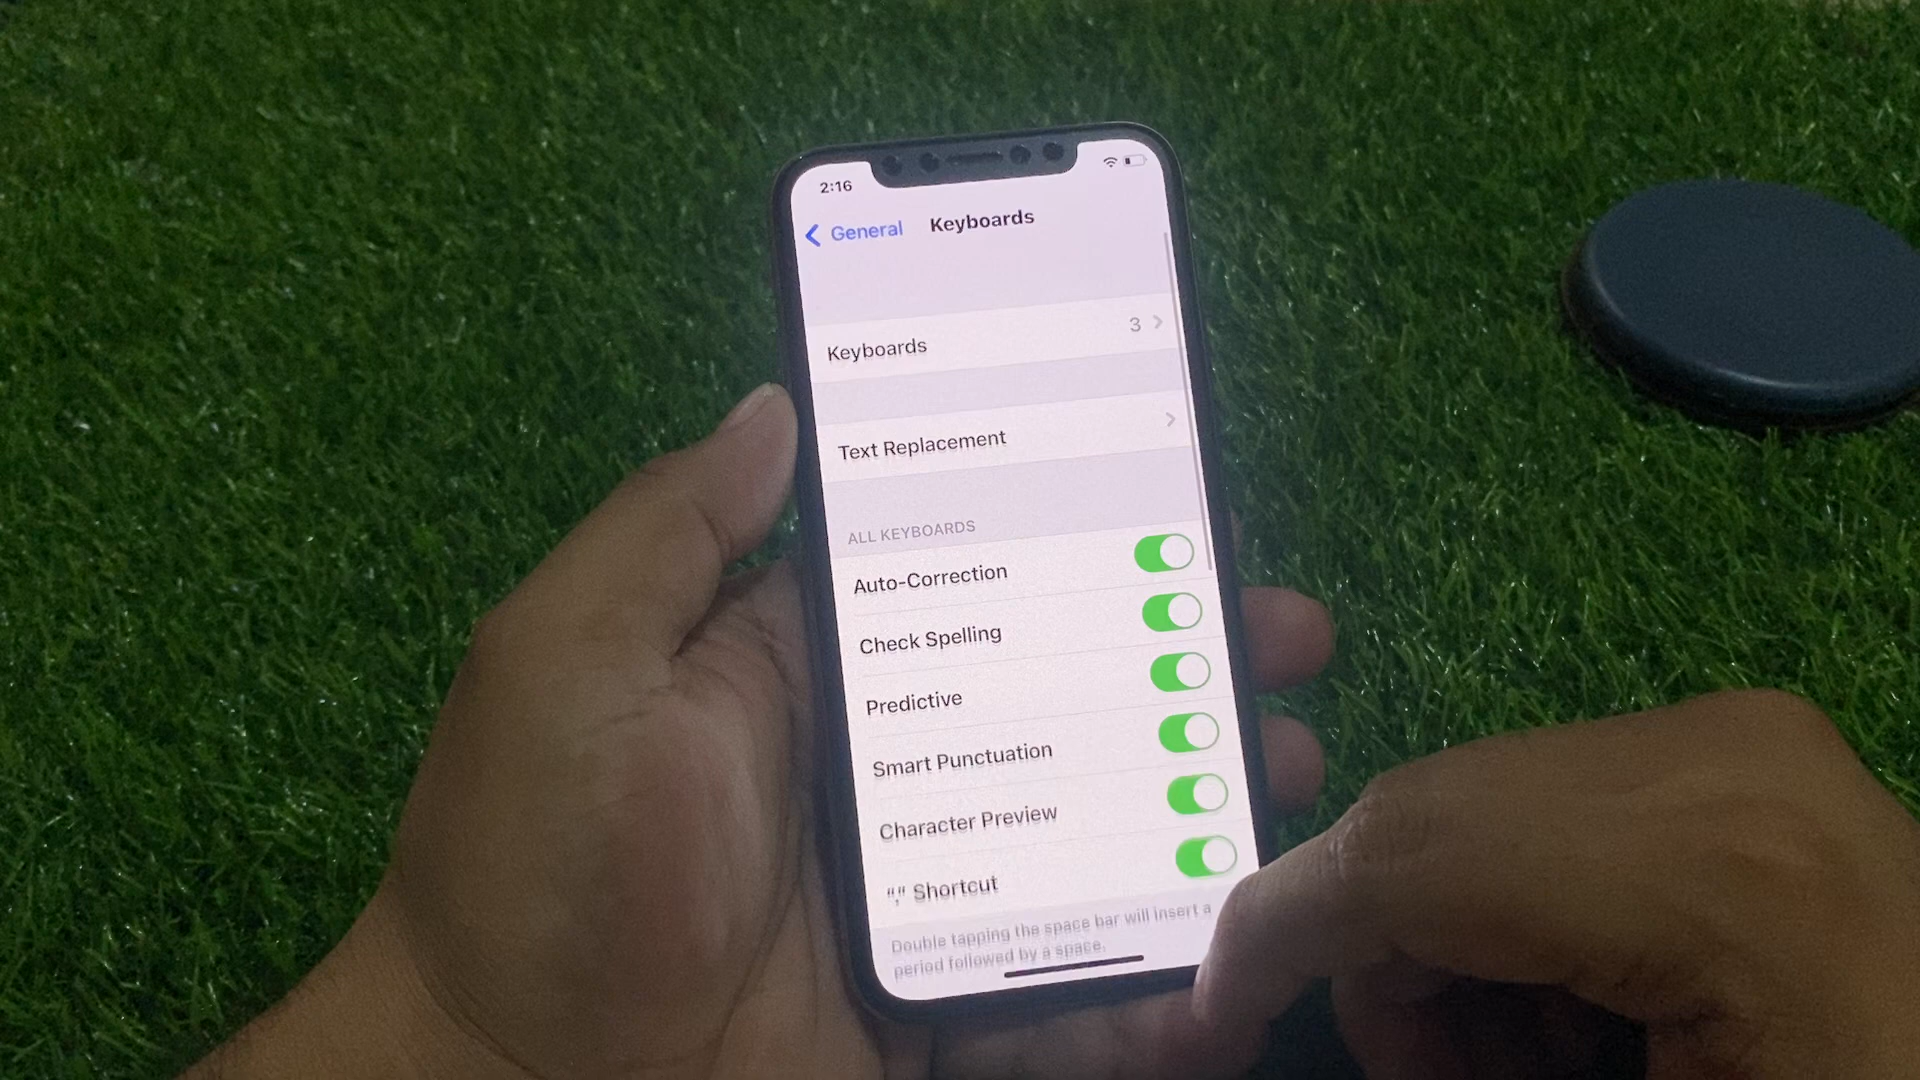 2:16
General Keyboards
Keyboards 3
Text Replacement
ALL KEYBOARDS
Auto-Correction
Check Spelling
Predictive
Smart Punctuation
Character Preview
“,” Shortcut
Double tapping the space bar will insert a
period followed by a space.